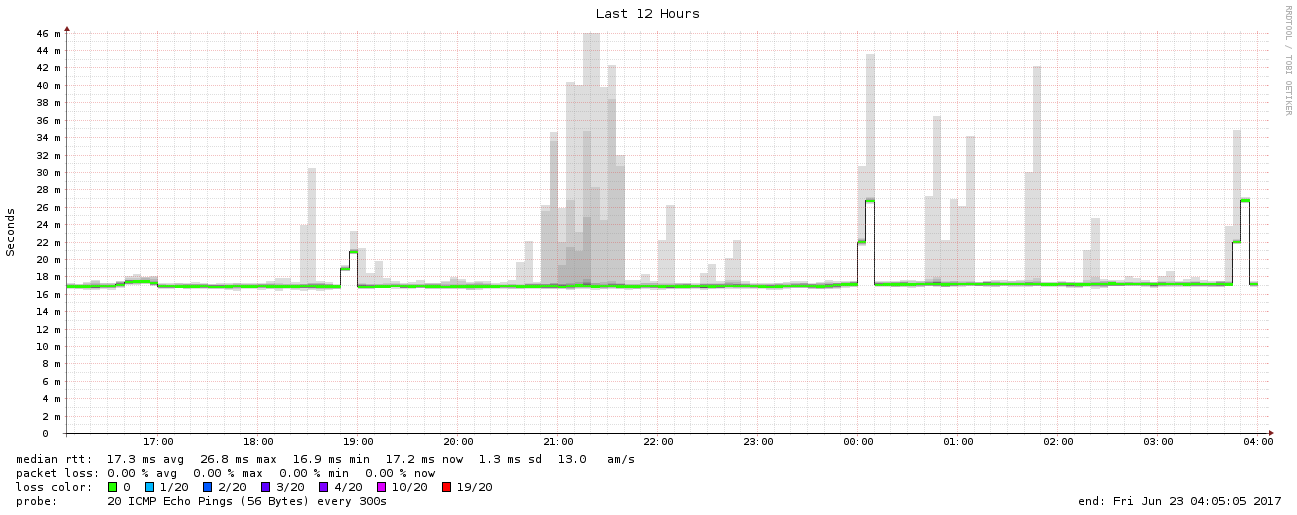 Last 12 Hours
RRDTOOL / TOBI OETIKER
Seconds
46 m
44 m
42 m
40 m
38 m
36 m
34 m
32 m
30 m
28 m
26 m
24 m
22 m
20 m
18 m
16 m
14 m
12 m
10 m
8 m
6 m
4 m
2 m
0
17:00 18:00 19:00 20:00 21:00 22:00 23:00 00:00 01:00 02:00 03:00 04:00
median rtt: 17.3 ms avg 26.8 ms max 16.9 ms min 17.2 ms now 1.3 ms sd 13.0 am/s
packet loss: 0.00 % avg 0.00 % max 0.00 % min 0.00 % now
loss color: 0 1/20 2/20 3/20 4/20 10/20 19/20
probe: 20 ICMP Echo Pings (56 Bytes) every 300s end: Fri Jun 23 04:05:05 2017